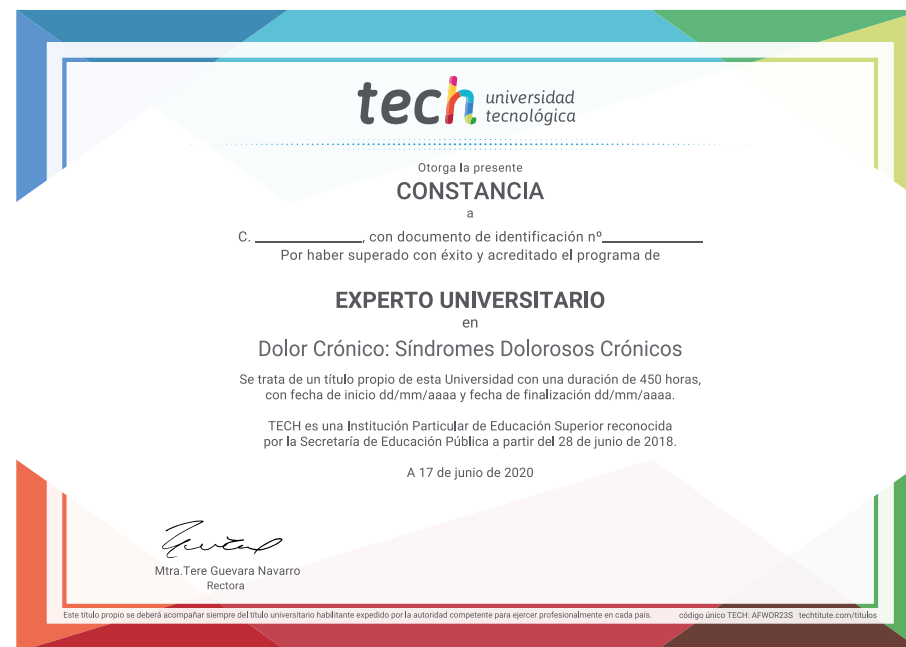 tech universidad
tecnológica
Otorga la presente
CONSTANCIA
a
C. ______________, con documento de identificación nº_____________
Por haber superado con éxito y acreditado el programa de
EXPERTO UNIVERSITARIO
en
Dolor Crónico: Síndromes Dolorosos Crónicos
Se trata de un título propio de esta Universidad con una duración de 450 horas,
con fecha de inicio dd/mm/aaaa y fecha de finalización dd/mm/aaaa.
TECH es una Institución Particular de Educación Superior reconocida
por la Secretaría de Educación Pública a partir del 28 de junio de 2018.
A 17 de junio de 2020
Mtra.Tere Guevara Navarro
Rectora
Este título propio se deberá acompañar siempre del título universitario habilitante expedido por la autoridad competente para ejercer profesionalmente en cada país. código único TECH: AFWOR23S techtitute.com/títulos